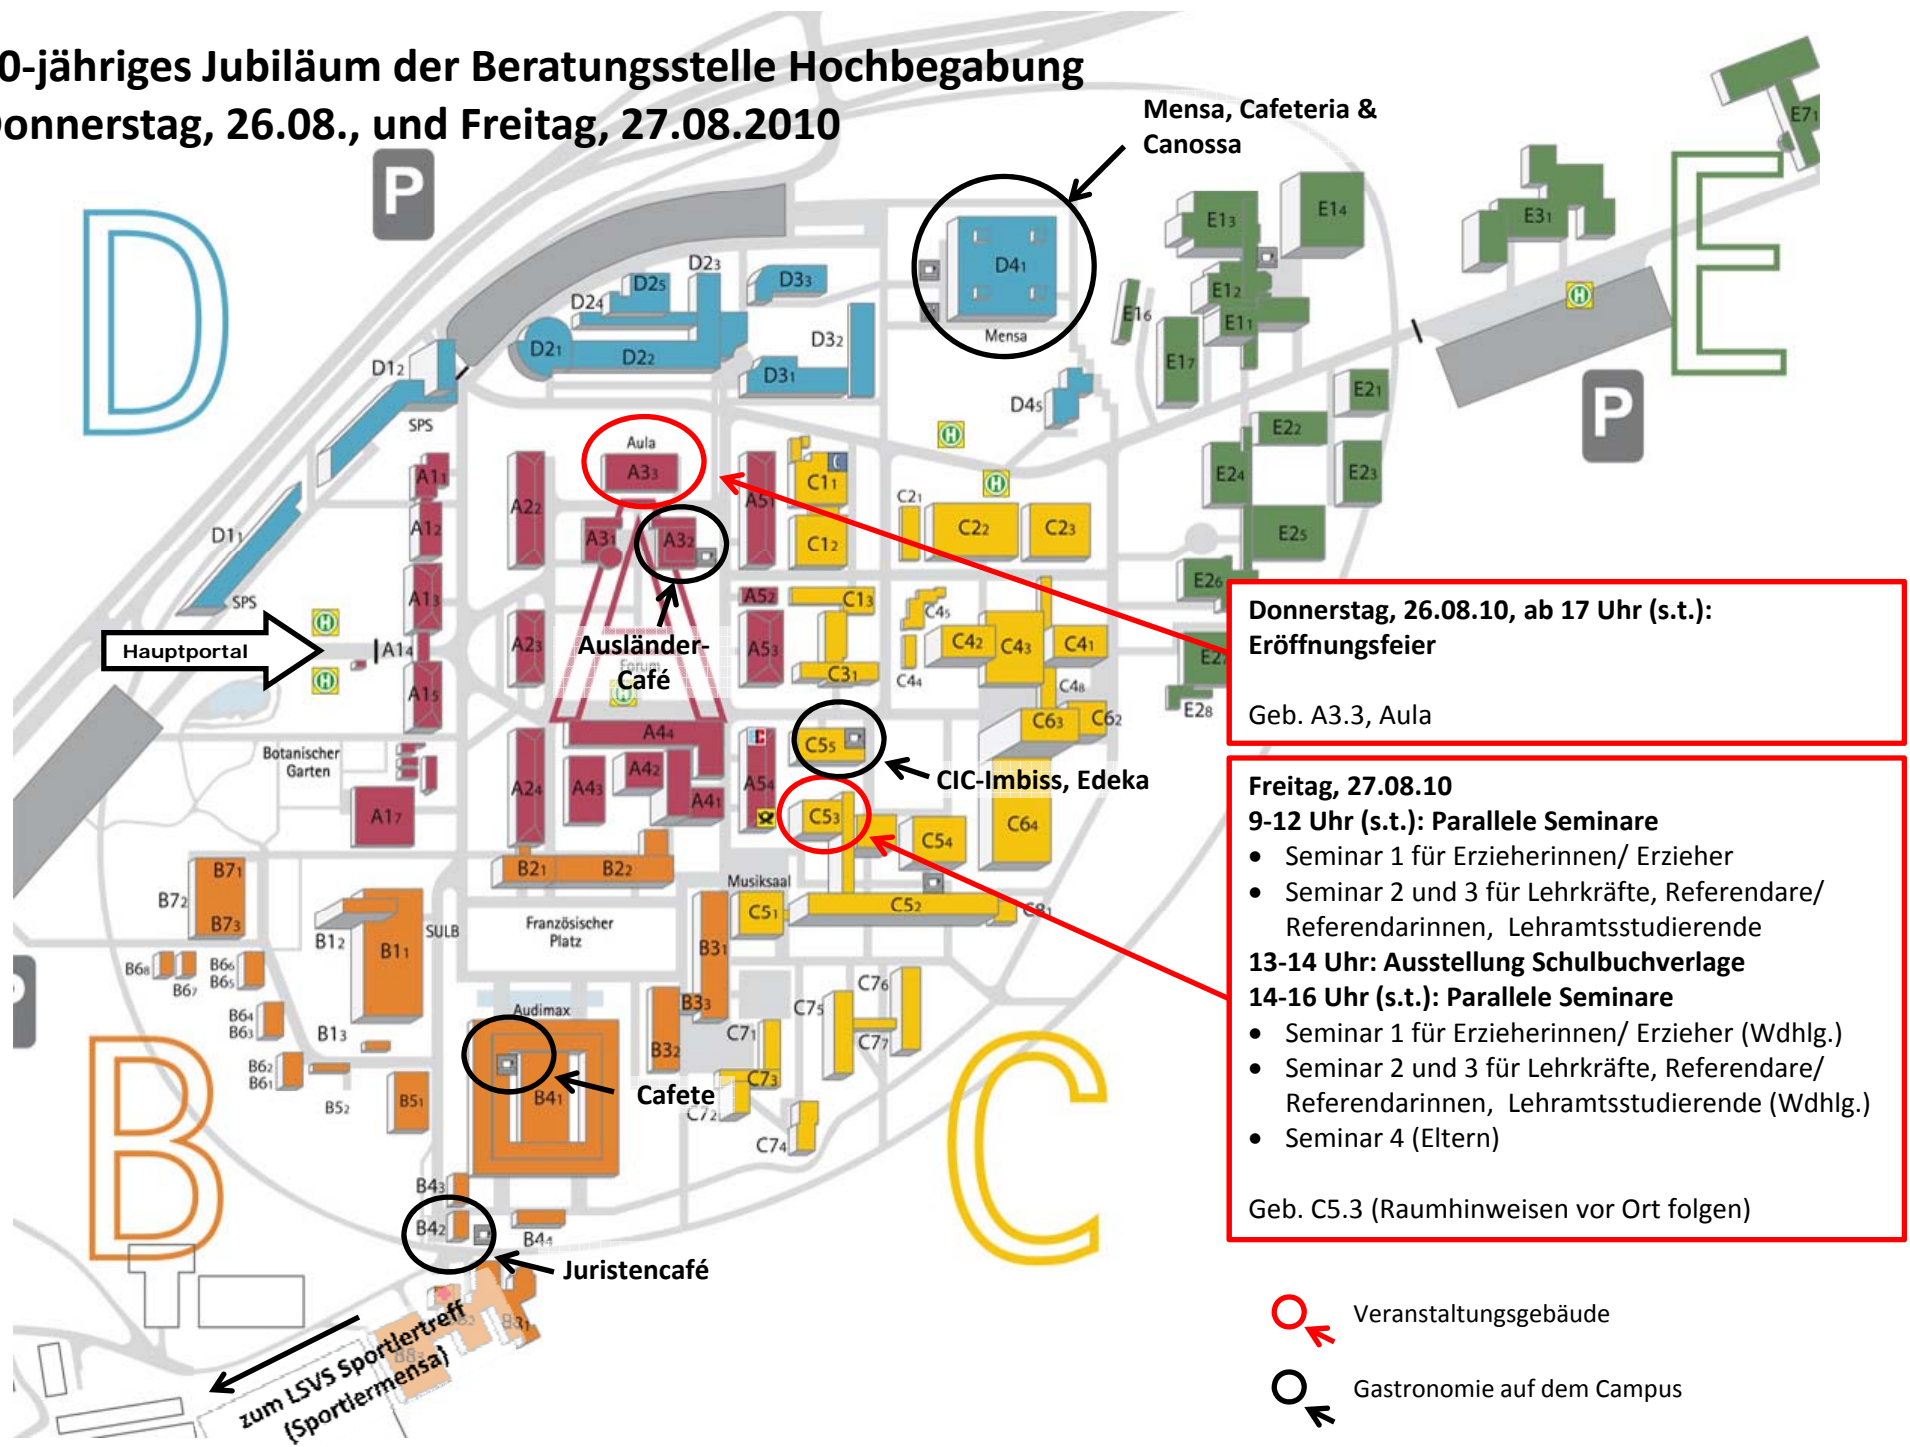 0-jähriges Jubiläum der Beratungsstelle Hochbegabung
onnerstag, 26.08., und Freitag, 27.08.2010
Mensa, Cafeteria &
Canossa
P
D
E
E71
E13
E14
E31
E12
E11
E16
E17
D41
Mensa
D23
D25
D33
D24
D21
D22
D32
D31
D12
SPS
D45
E21
E22
P
Aula
A33
A11
A22
A51
C11
C21
E24
E23
A12
A31
A32
C12
C22
C23
E25
D11
SPS
A13
A52
C13
C45
E26
Hauptportal
A14
A23
Ausländer-
Café
Forum
A53
C42
C43
C41
E27
A15
C31
C44
C48
E28
C63
C62
A44
C55
Botanischer
Garten
A24
A43
A42
A41
A54
CIC-Imbiss, Edeka
A17
C53
C54
C64
B71
B21
B22
Musiksaal
B72
B73
SULB
Französischer
Platz
C51
C52
C81
B12
B11
B31
B68
B67
B66
B65
C76
B64
B63
B13
Audimax
B33
C75
C71
C77
B62
B61
B32
C73
B52
B51
B41
Cafete
C72
C74
B
C
B43
B42
B44
Juristencafé
B82
B81
B83
zum LSVS Sportlertreff
(Sportlermensa)
Donnerstag, 26.08.10, ab 17 Uhr (s.t.):
Eröffnungsfeier
Geb. A3.3, Aula
Freitag, 27.08.10
9-12 Uhr (s.t.): Parallele Seminare
• Seminar 1 für Erzieherinnen/ Erzieher
• Seminar 2 und 3 für Lehrkräfte, Referendare/
Referendarinnen, Lehramtsstudierende
13-14 Uhr: Ausstellung Schulbuchverlage
14-16 Uhr (s.t.): Parallele Seminare
• Seminar 1 für Erzieherinnen/ Erzieher (Wdhlg.)
• Seminar 2 und 3 für Lehrkräfte, Referendare/
Referendarinnen, Lehramtsstudierende (Wdhlg.)
• Seminar 4 (Eltern)
Geb. C5.3 (Raumhinweisen vor Ort folgen)
Veranstaltungsgebäude
Gastronomie auf dem Campus